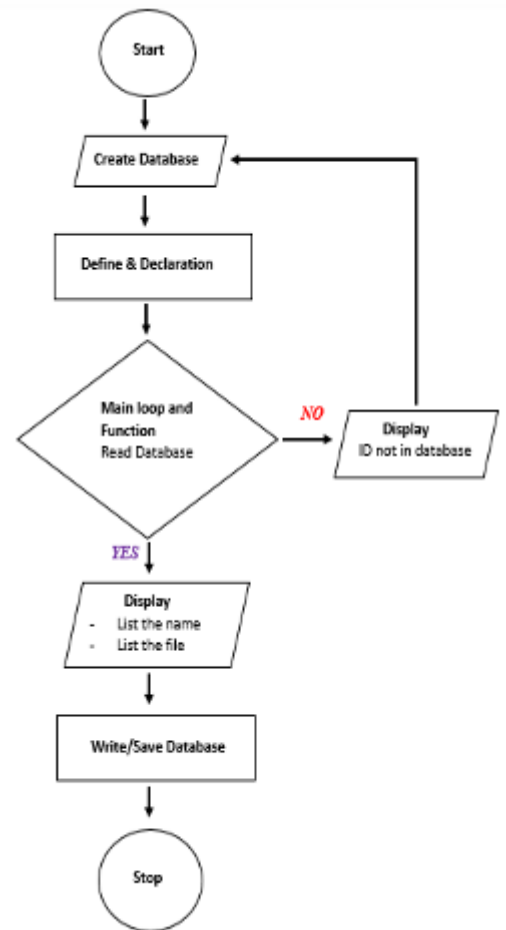 Start
Create Database
Define & Declaration
Main loop and
Function
Read Database
NO
Display
ID not in database
YES
Display
- List the name
- List the file
Write/Save Database
Stop